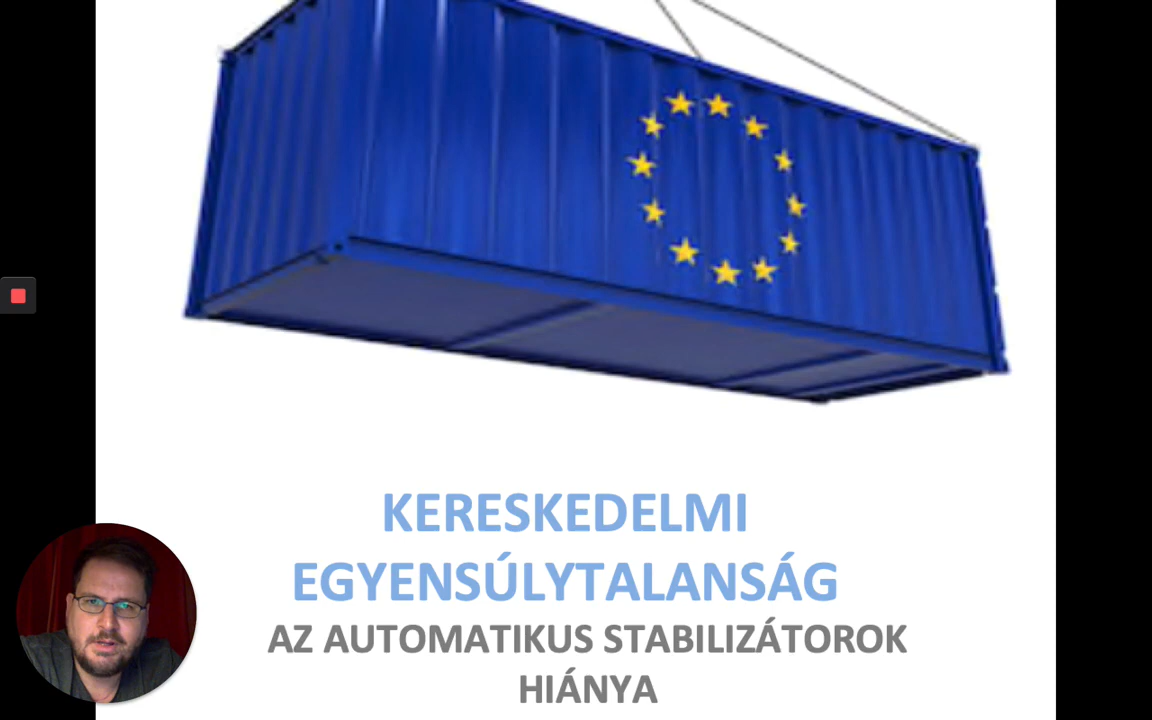 KERESKEDELMI
EGYENSÚLYTALANSÁG
AZ AUTOMATIKUS STABILIZÁTOROK
HIÁNYA